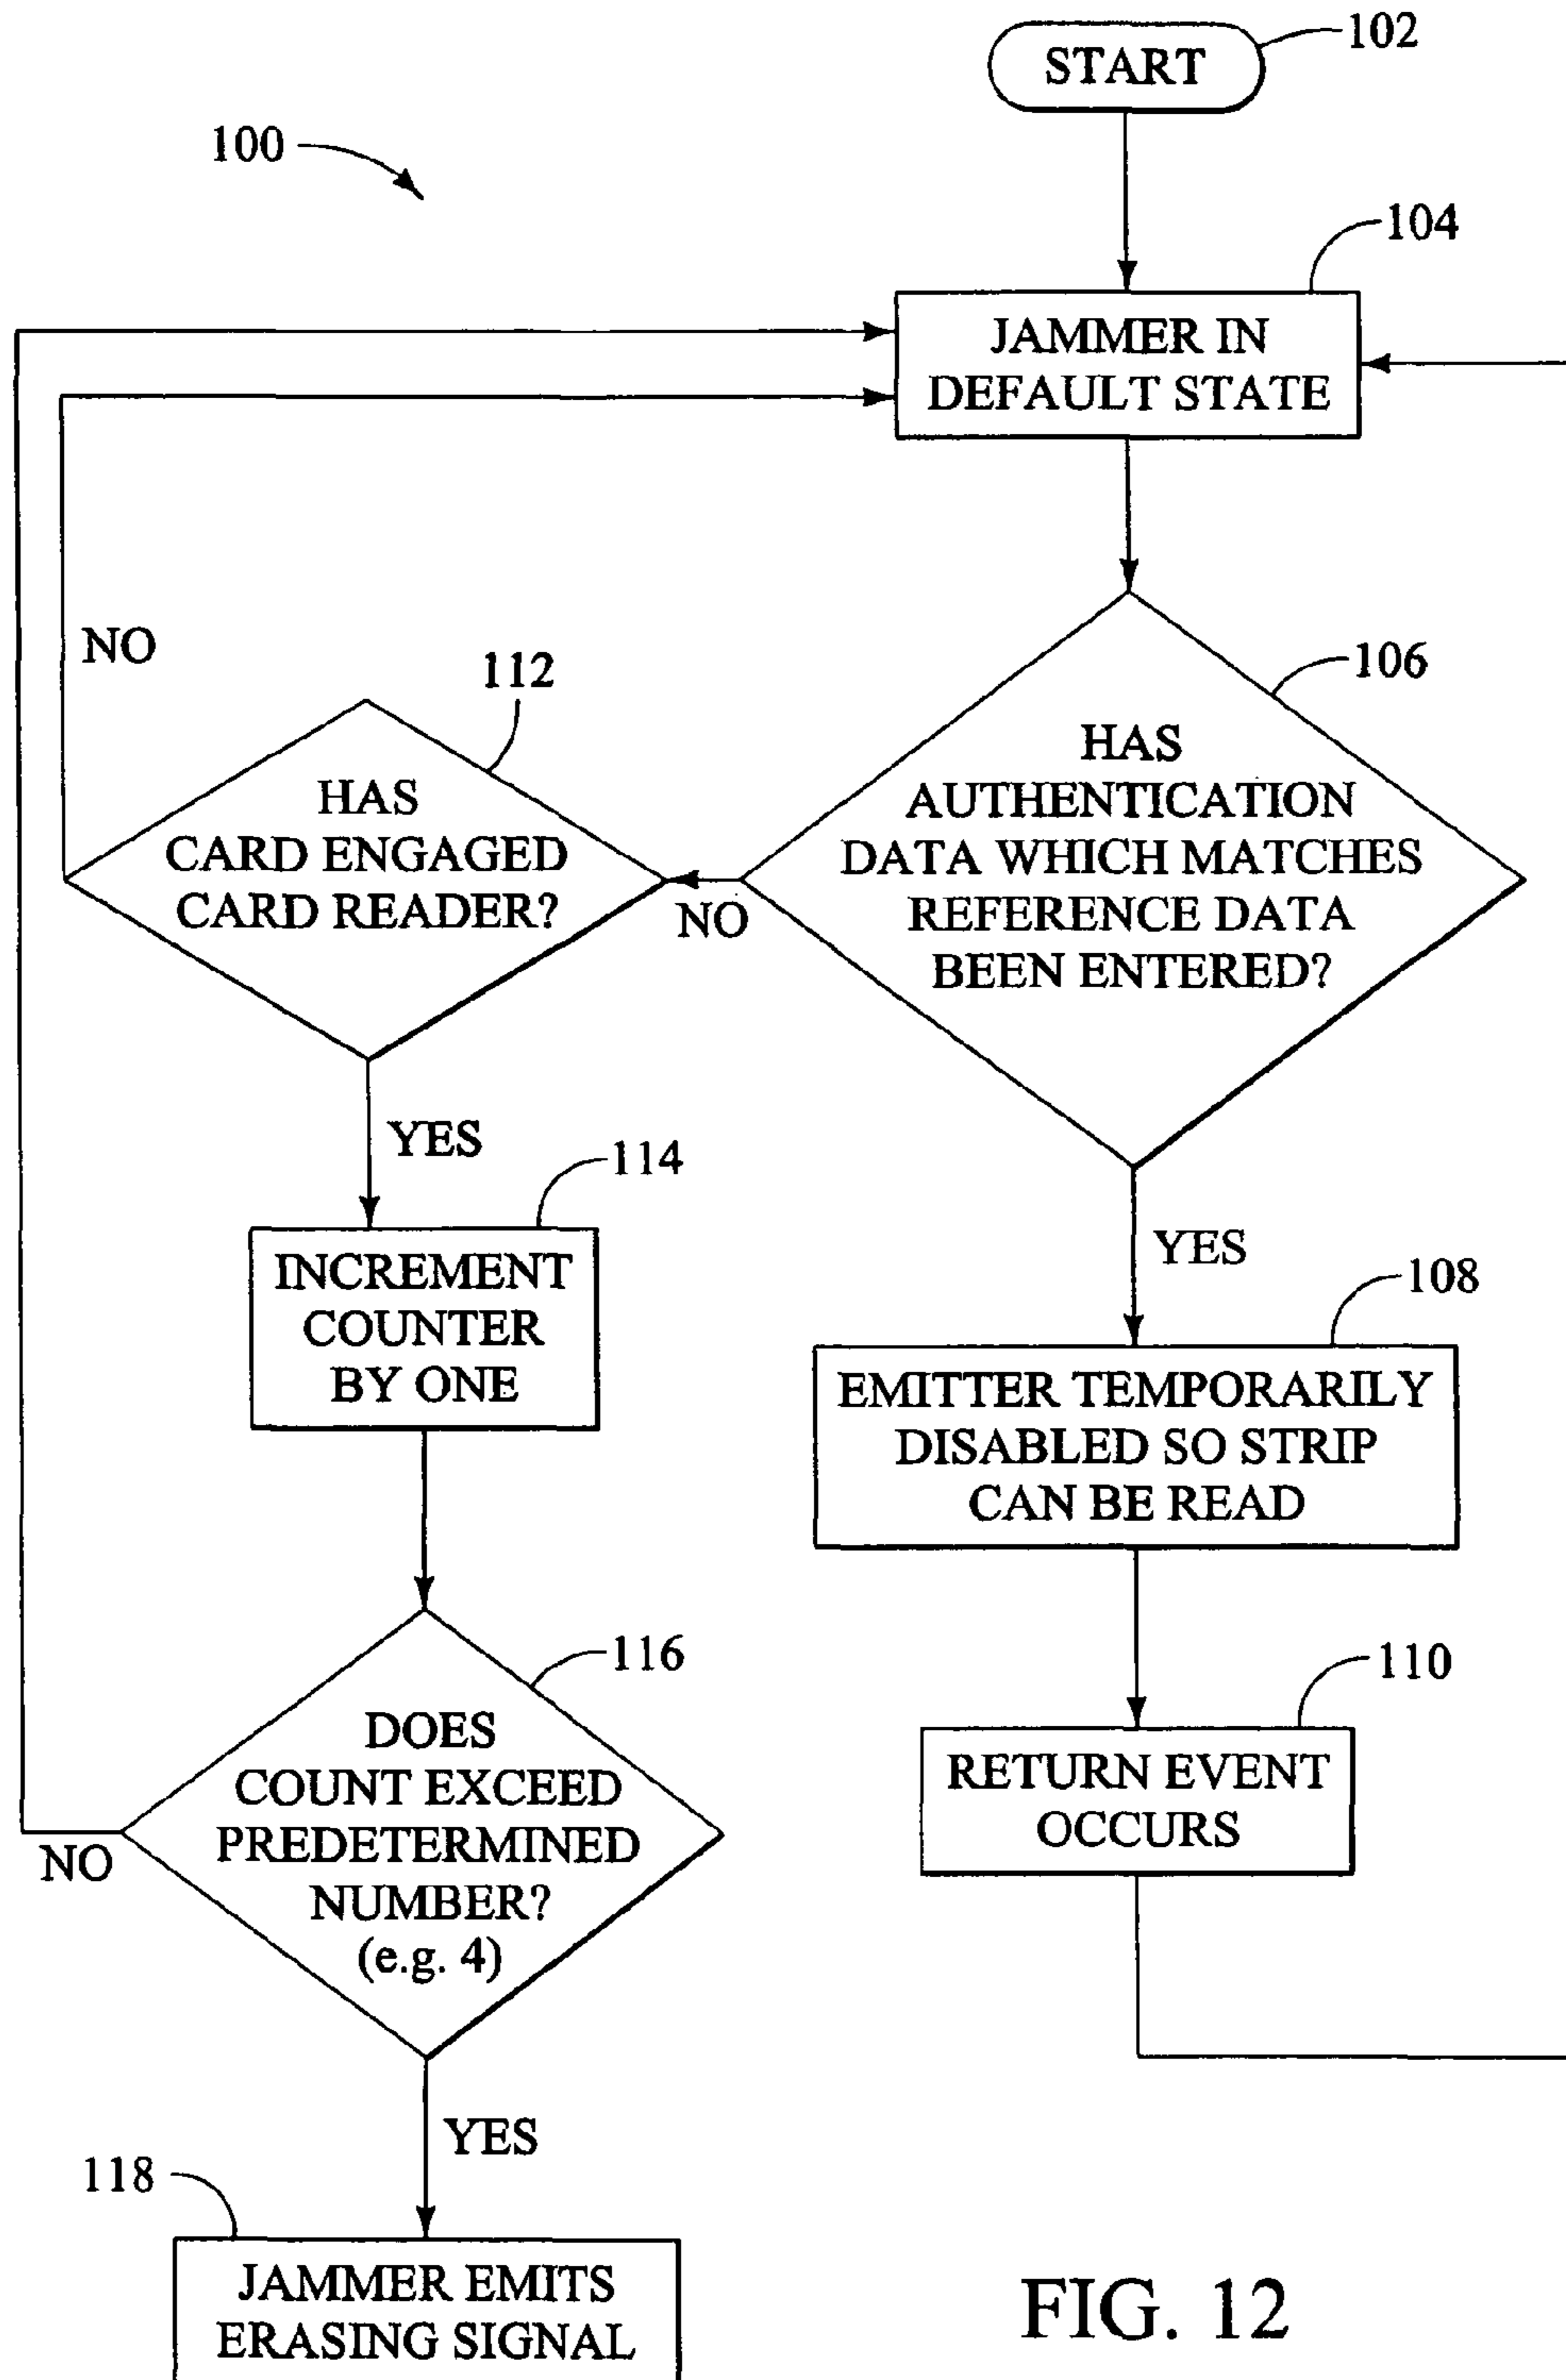 102
START
100
104
JAMMER IN
DEFAULT STATE
NO
112
106
HAS
CARD ENGAGED
CARD READER?
HAS
AUTHENTICATION
DATA WHICH MATCHES
REFERENCE DATA
BEEN ENTERED?
NO
YES
114
INCREMENT
COUNTER
BY ONE
YES
108
EMITTER TEMPORARILY
DISABLED SO STRIP
CAN BE READ
116
DOES
COUNT EXCEED
PREDETERMINED
NUMBER?
(e.g. 4)
NO
110
RETURN EVENT
OCCURS
YES
118
JAMMER EMITS
ERASING SIGNAL
FIG. 12